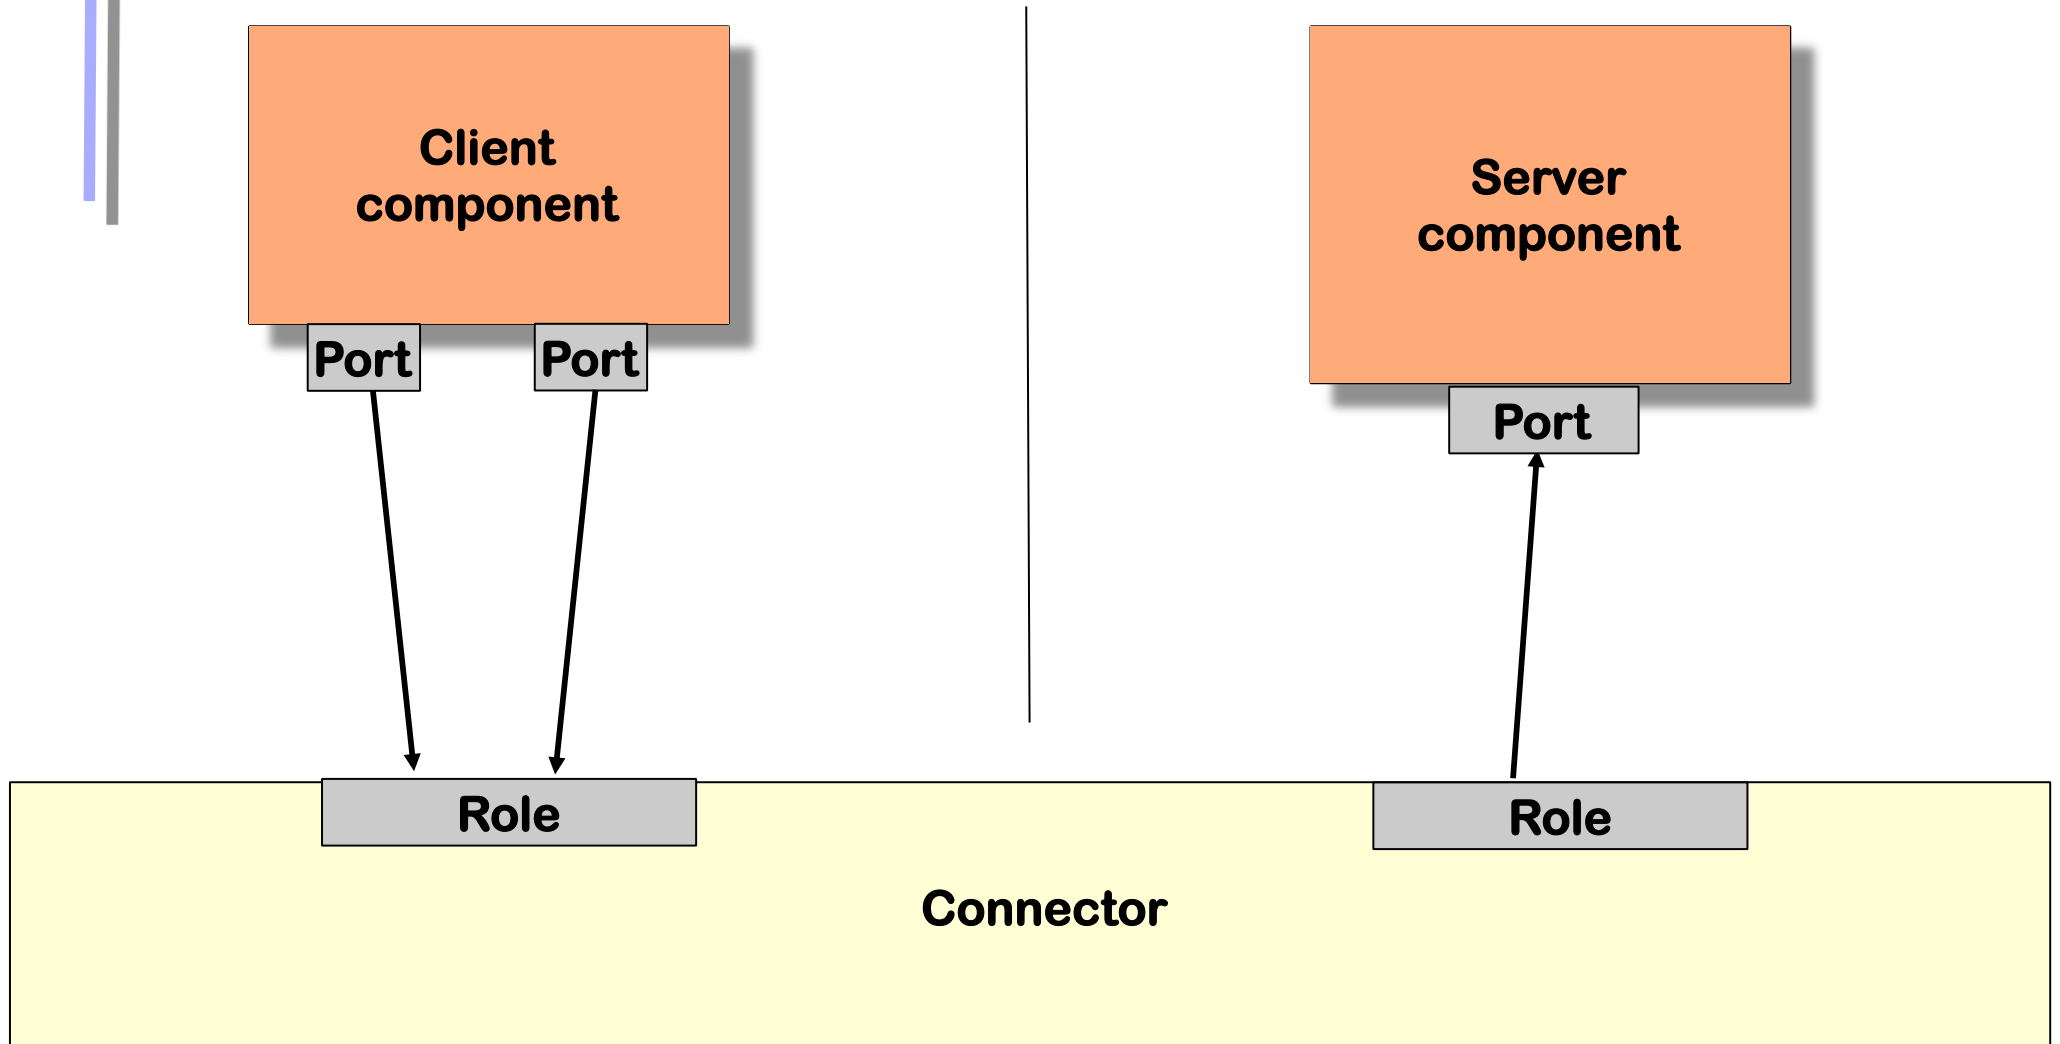 Client
component
Server
component
Port
Port
Port
Role
Role
Connector